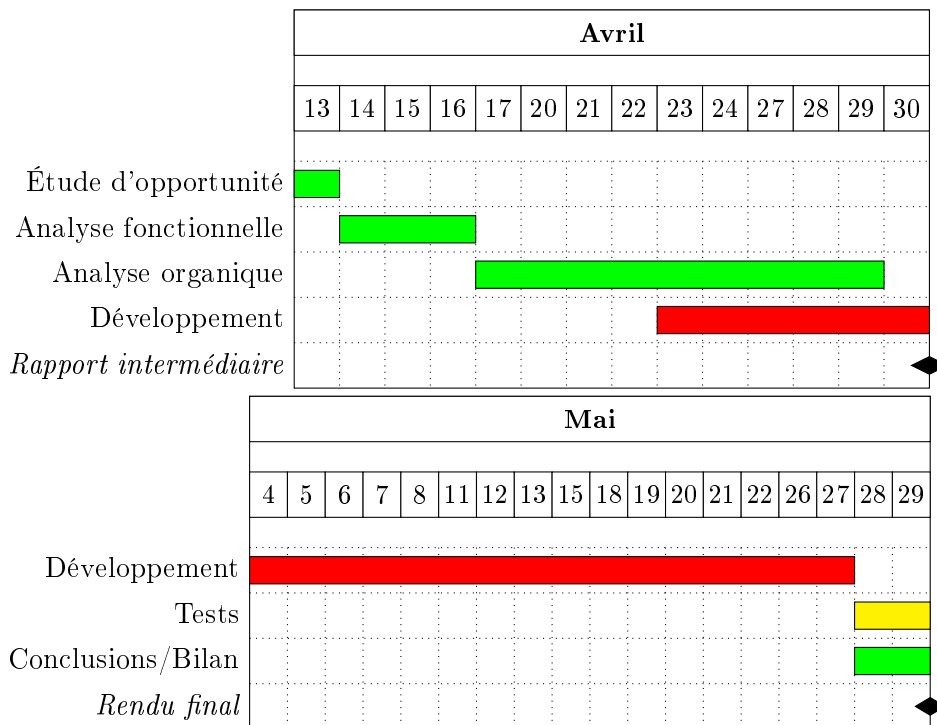 Avril
13 14 15 16 17 20 21 22 23 24 27 28 29 30
Étude d'opportunité
Analyse fonctionnelle
Analyse organique
Développement
Rapport intermédiaire
Mai
4 5 6 7 8 11 12 13 15 18 19 20 21 22 26 27 28 29
Développement
Tests
Conclusions/Bilan
Rendu final